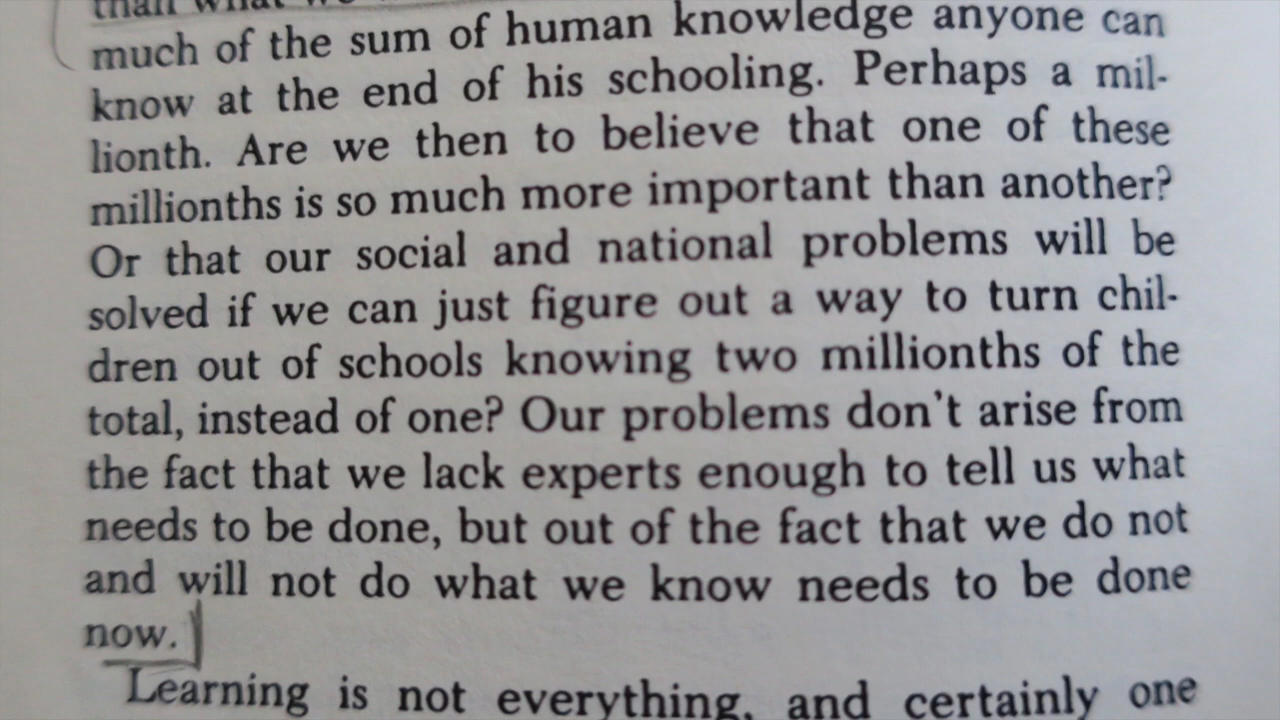 than what we
much of the sum of human knowledge anyone can
know at the end of his schooling. Perhaps a mil-
lionth. Are we then to believe that one of these
millionths is so much more important than another?
Or that our social and national problems will be
solved if we can just figure out a way to turn chil-
dren out of schools knowing two millionths of the
total, instead of one? Our problems don't arise from
the fact that we lack experts enough to tell us what
needs to be done, but out of the fact that we do not
and will not do what we know needs to be done
now.
Learning is not everything, and certainly one